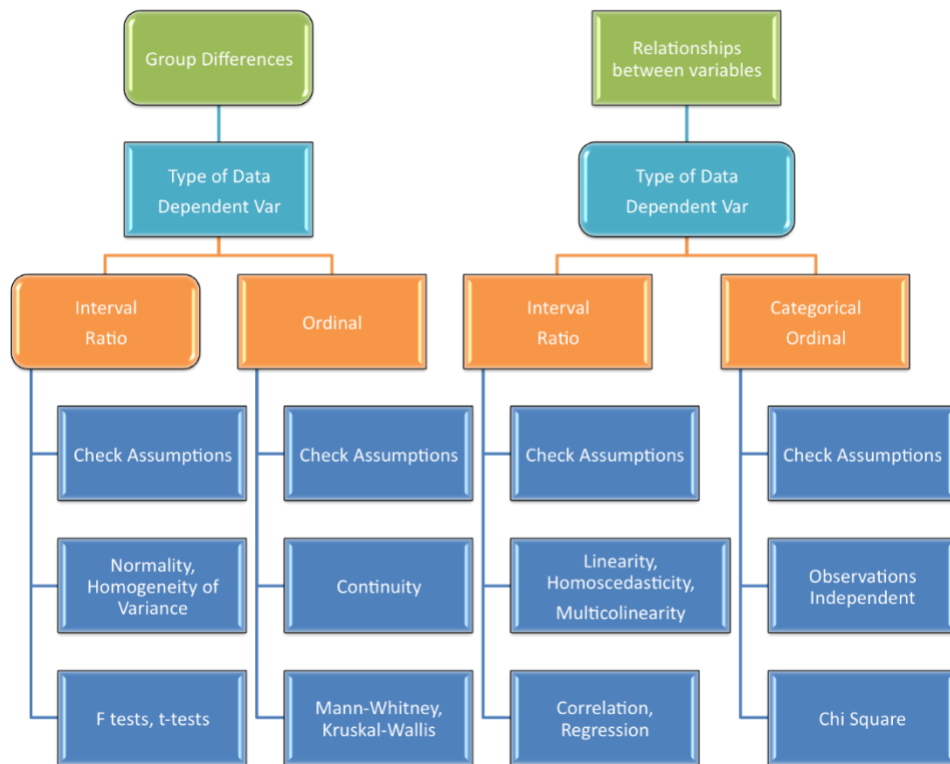 Group Differences
Relationships
between variables
Type of Data
Dependent Var
Type of Data
Dependent Var
Interval
Ratio
Ordinal
Interval
Ratio
Categorical
Ordinal
Check Assumptions
Check Assumptions
Check Assumptions
Check Assumptions
Normality,
Homogeneity of
Variance
Continuity
Linearity,
Homoscedasticity,
Multicolinearity
Observations
Independent
F tests, t-tests
Mann-Whitney,
Kruskal-Wallis
Correlation,
Regression
Chi Square